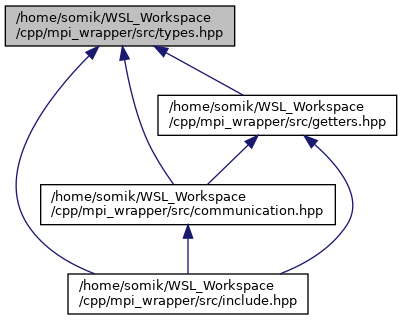 /home/somik/WSL_Workspace
/cpp/mpi_wrapper/src/types.hpp
/home/somik/WSL_Workspace
/cpp/mpi_wrapper/src/getters.hpp
/home/somik/WSL_Workspace
/cpp/mpi_wrapper/src/communication.hpp
/home/somik/WSL_Workspace
/cpp/mpi_wrapper/src/include.hpp